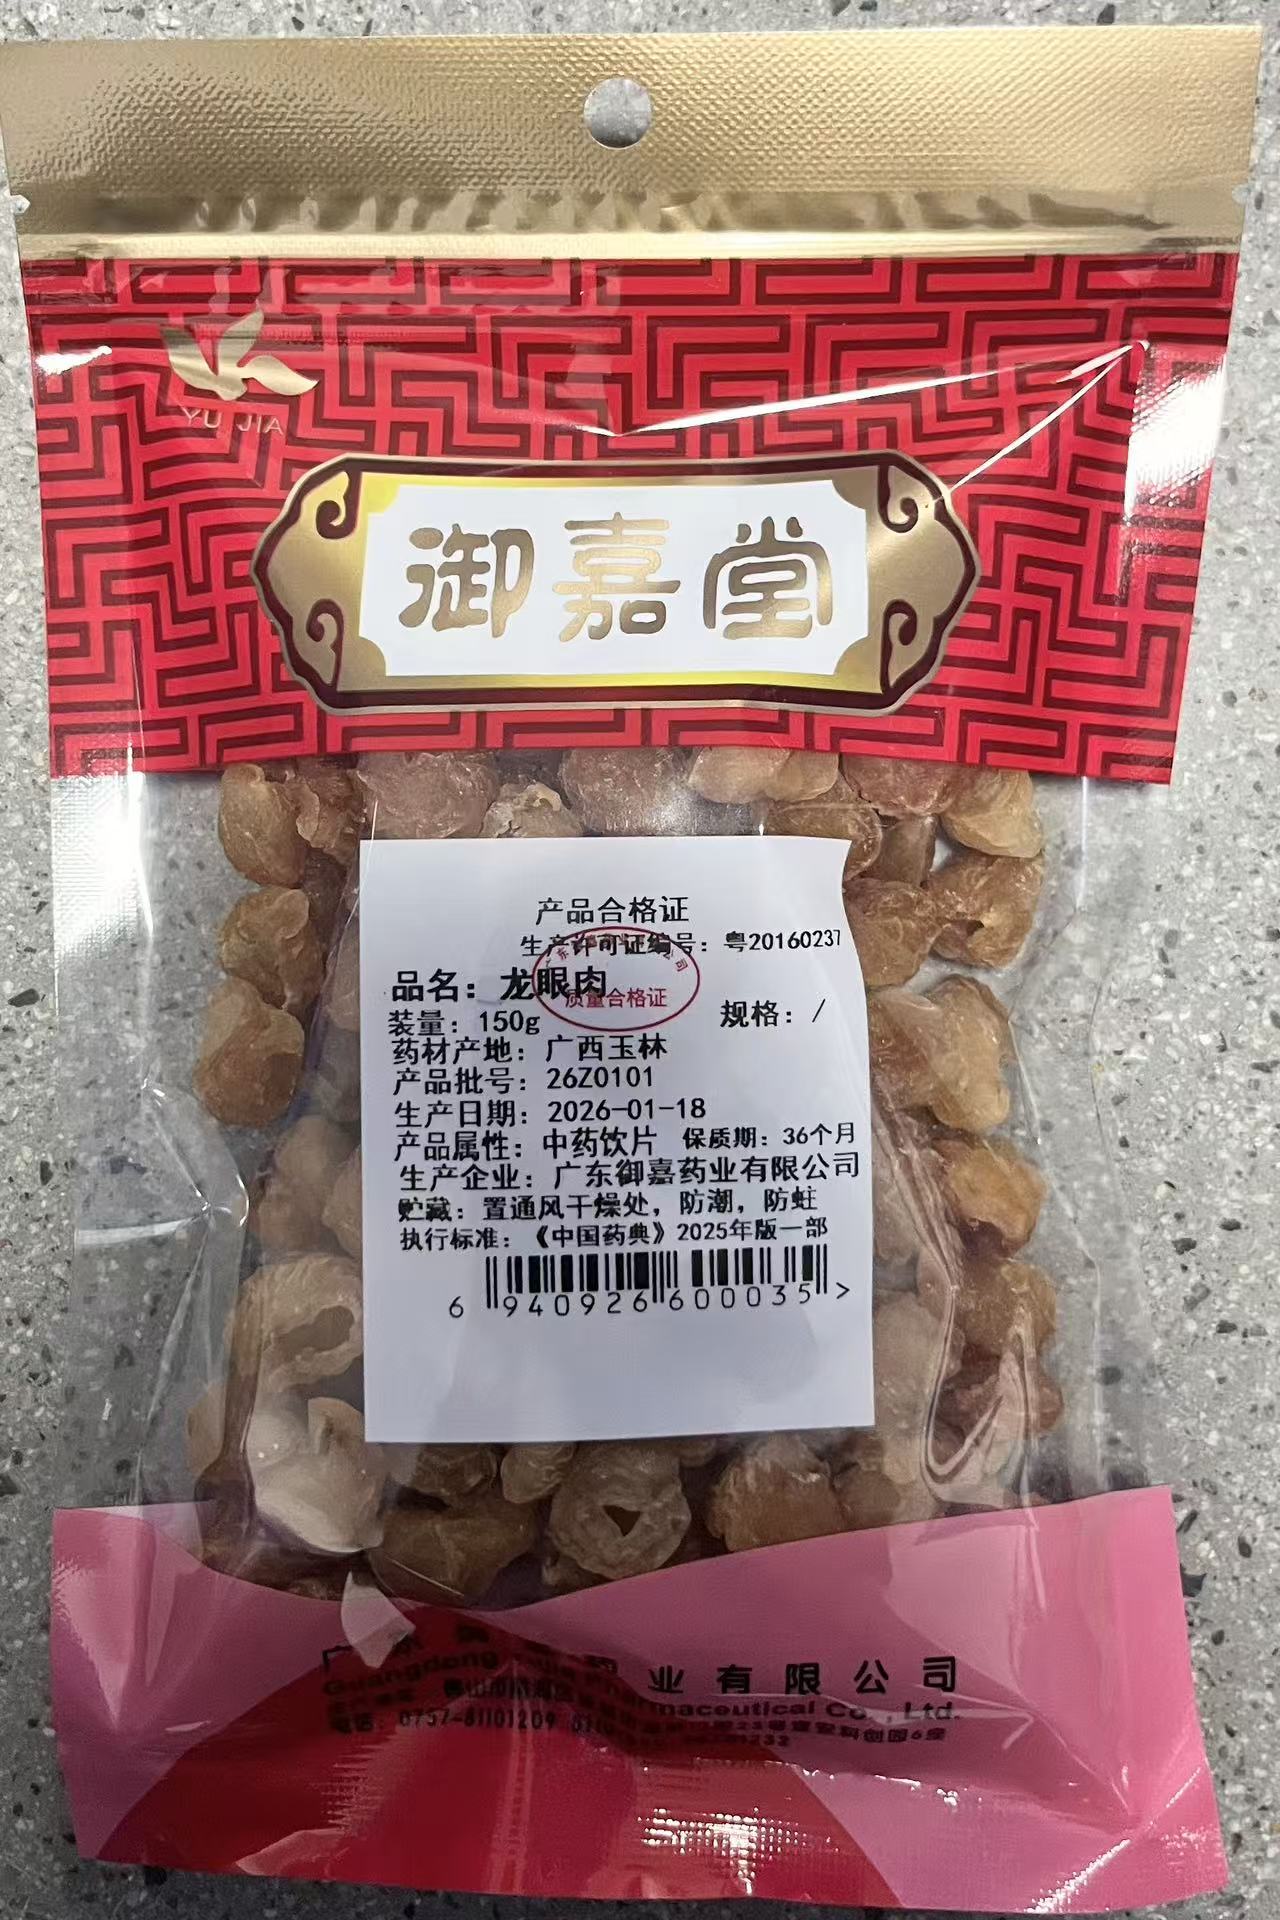 YU JIA
御嘉堂
产品合格证
生产许可证编号：粤20160237
品名：龙眼肉
质量合格证
装量：150g 规格：/
药材产地：广西玉林
产品批号：26Z0101
生产日期：2026-01-18
产品属性：中药饮片 保质期：36个月
生产企业：广东御嘉药业有限公司
贮藏：置通风干燥处，防潮，防蛀
执行标准：《中国药典》2025年版一部
6 940926 600035 >
业有限公司
Guangdong Pharmaceutical Co., Ltd.
电话：0757-81101209